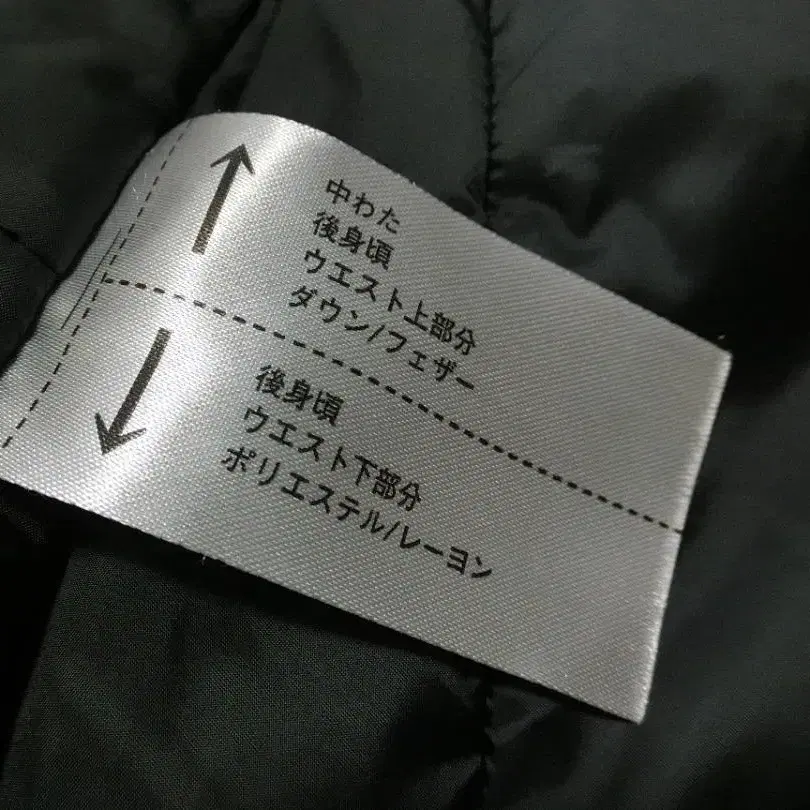 中わた
後身頃
ウエスト上部分
ダウン/フェザー
後身頃
ウエスト下部分
ポリエステル/レーヨン